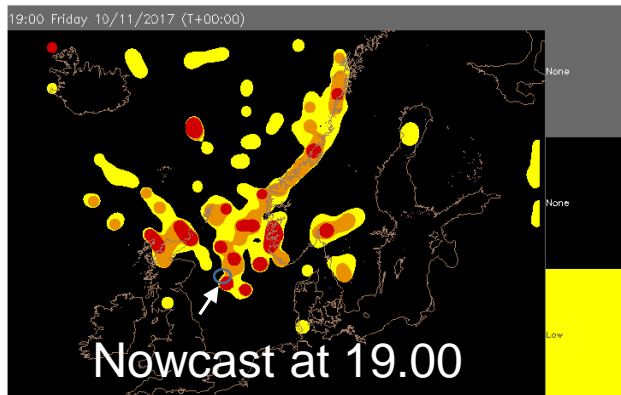 19:00 Friday 10/11/2017 (T+00:00)
None
None
Low
Nowcast at 19.00